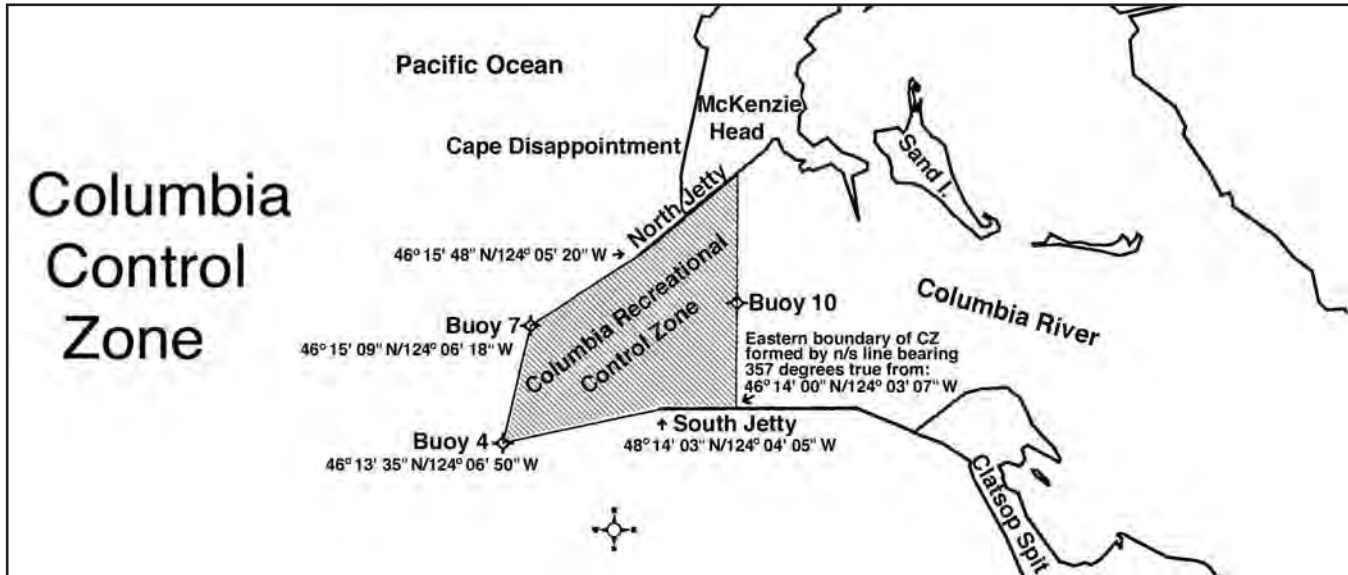 Columbia
Control
Zone
Pacific Ocean
McKenzie
Head
Cape Disappointment
Sand I.
North Jetty
46° 15' 48" N/124° 05' 20" W
Columbia Recreational
Control Zone
Buoy 10
Columbia River
Buoy 7
46° 15' 09" N/124° 06' 18" W
Eastern boundary of CZ
formed by n/s line bearing
357 degrees true from:
46° 14' 00" N/124° 03' 07" W
South Jetty
48° 14' 03" N/124° 04' 05" W
Buoy 4
46° 13' 35" N/124° 06' 50" W
Clatsop Spit